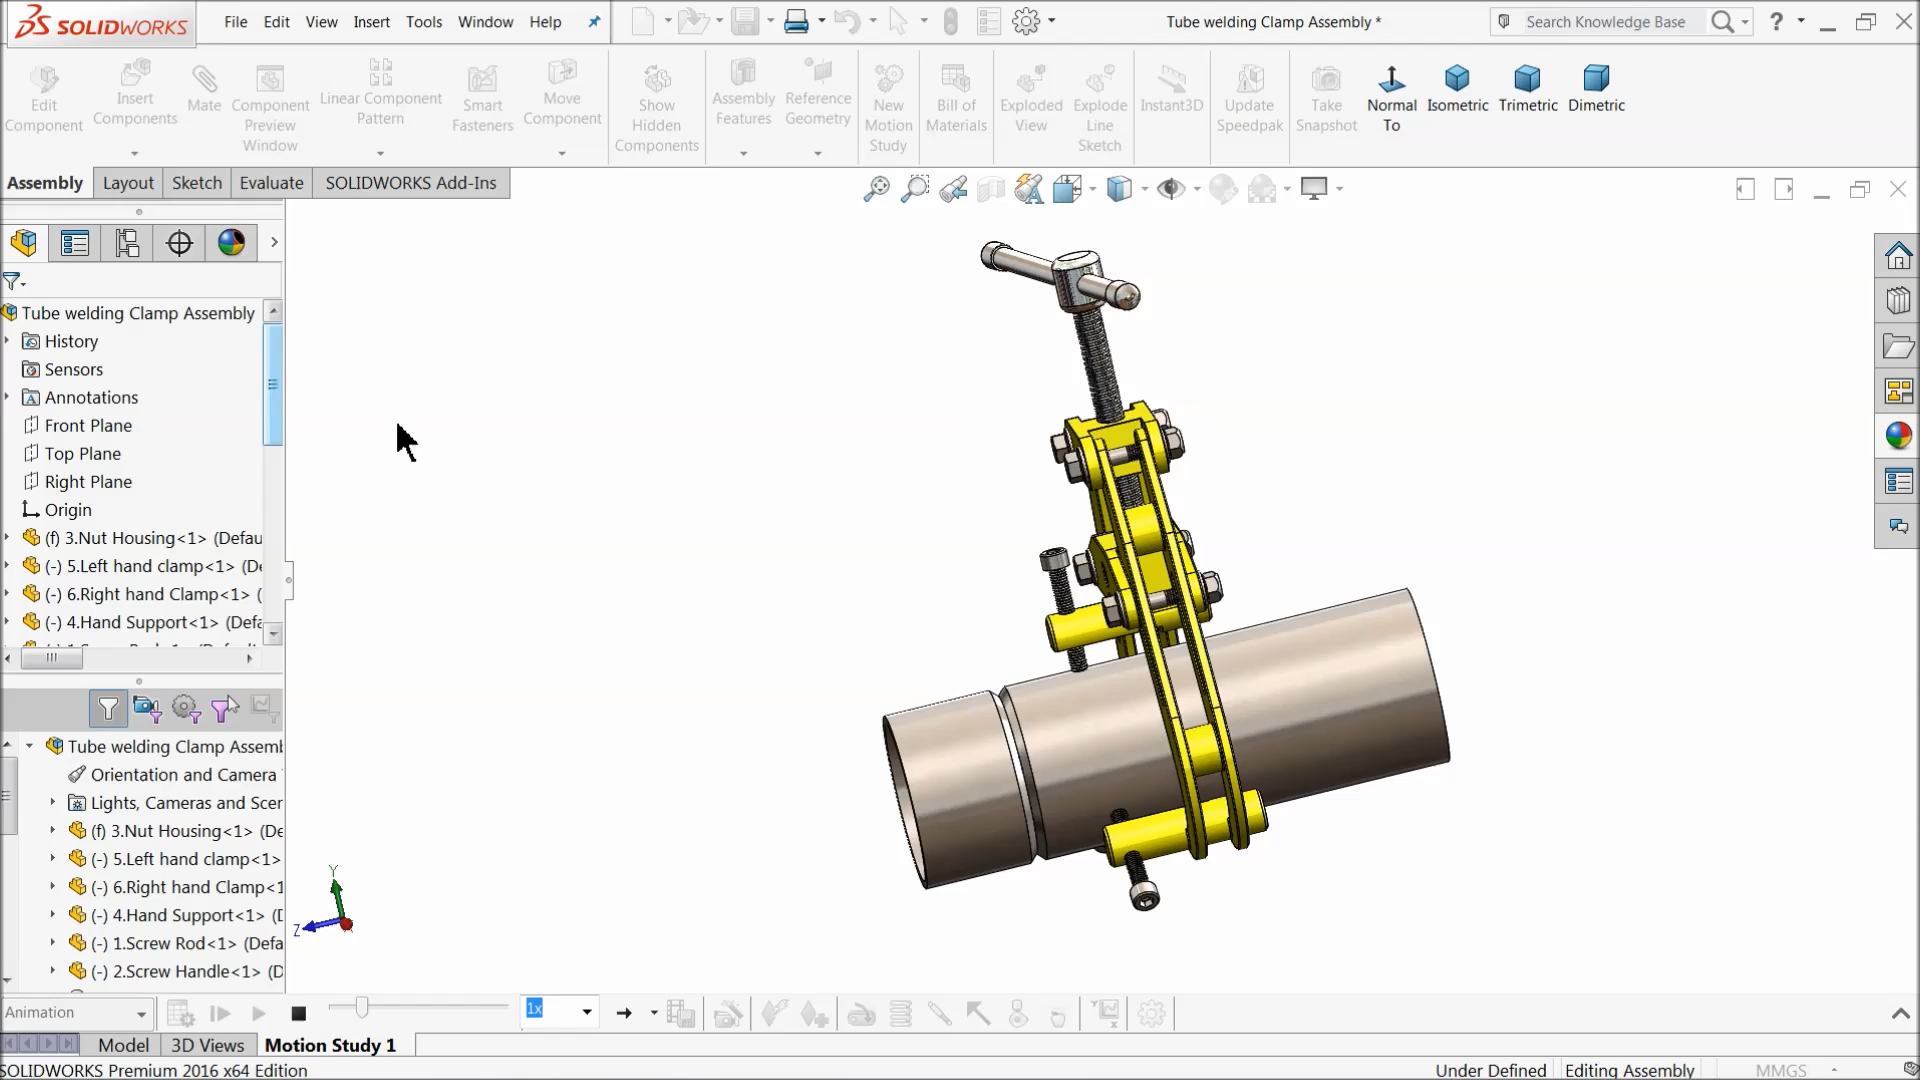 SOLIDWORKS
File Edit View Insert Tools Window Help
Tube welding Clamp Assembly *
Search Knowledge Base
?
Edit Component
Insert Components
Mate
Component Preview Window
Linear Component Pattern
Smart Fasteners
Move Component
Show Hidden Components
Assembly Features
Reference Geometry
New Motion Study
Bill of Materials
Exploded View
Explode Line Sketch
Instant3D
Update Speedpak
Take Snapshot
Normal To
Isometric
Trimetric
Dimetric
Assembly Layout Sketch Evaluate SOLIDWORKS Add-Ins
Tube welding Clamp Assembly
History
Sensors
Annotations
Front Plane
Top Plane
Right Plane
Origin
(f) 3.Nut Housing<1> (Defau
(-) 5.Left hand clamp<1> (De
(-) 6.Right hand Clamp<1> (
(-) 4.Hand Support<1> (Defa
Tube welding Clamp Assemb
Orientation and Camera
Lights, Cameras and Scer
(f) 3.Nut Housing<1> (De
(-) 5.Left hand clamp<1>
(-) 6.Right hand Clamp<1
(-) 4.Hand Support<1> (D
(-) 1.Screw Rod<1> (Defa
(-) 2.Screw Handle<1> (D
Y
Z
Animation
1x
Model 3D Views Motion Study 1
SOLIDWORKS Premium 2016 x64 Edition
Under Defined Editing Assembly MMGS